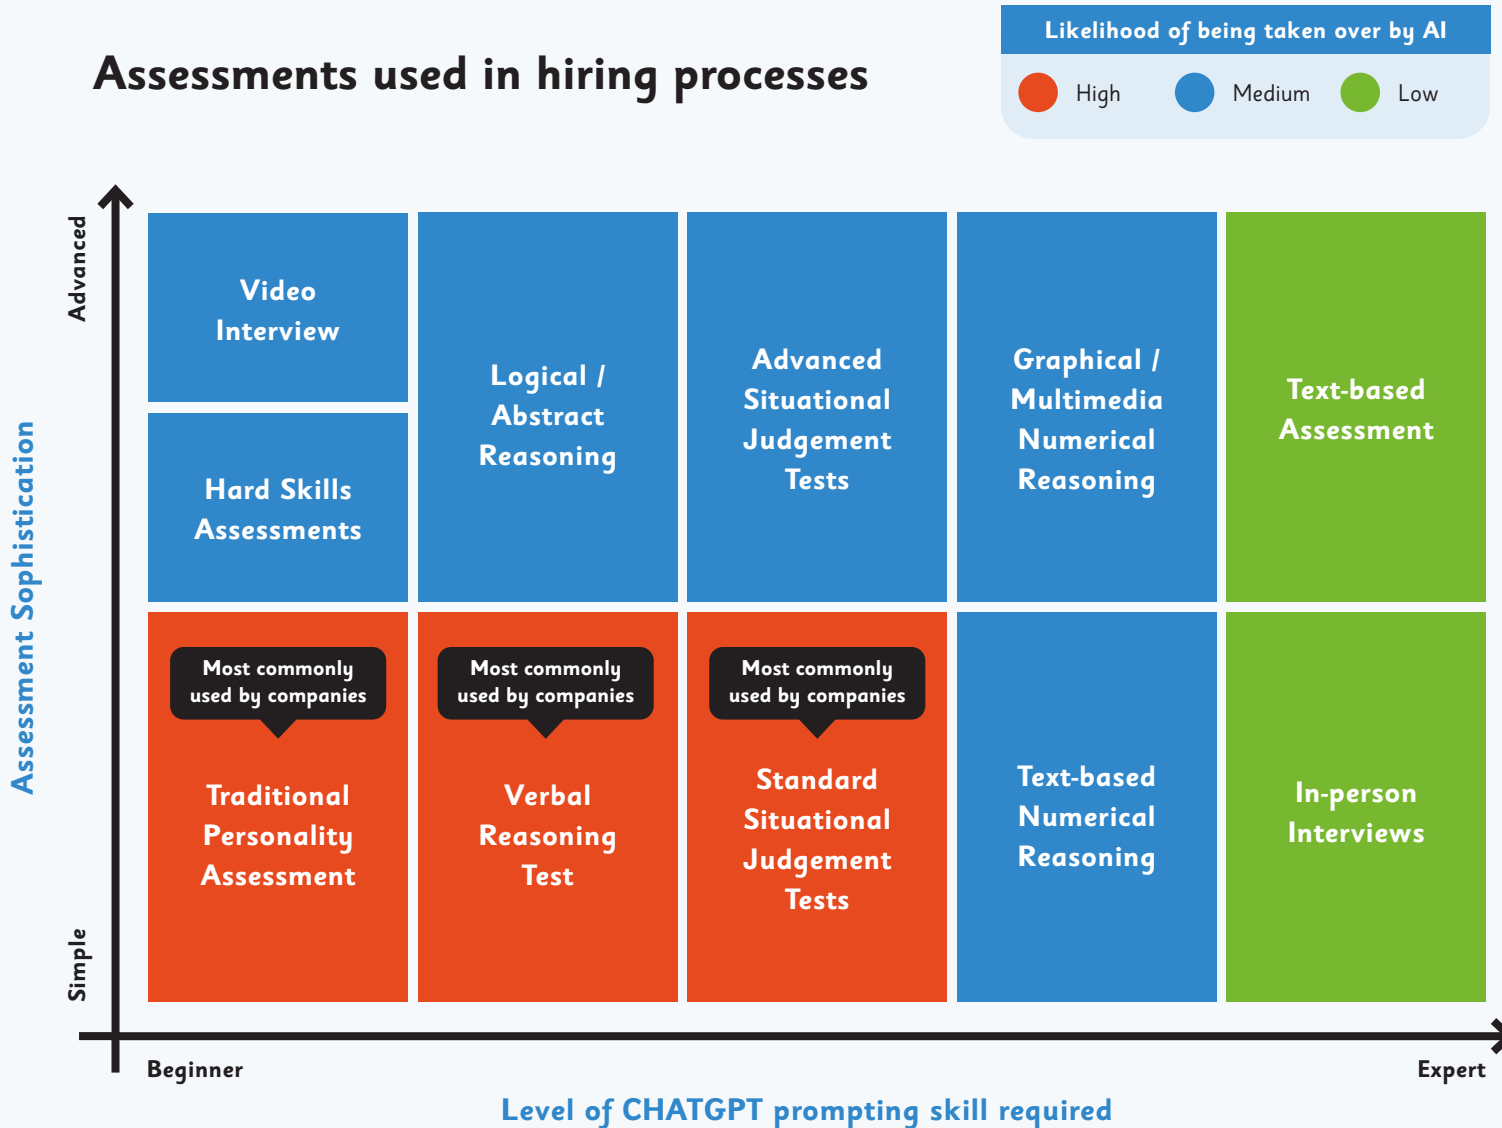 Assessments used in hiring processes
Likelihood of being taken over by AI
High
Medium
Low
Assessment Sophistication
Advanced
Simple
Video
Interview
Hard Skills
Assessments
Logical /
Abstract
Reasoning
Advanced
Situational
Judgement
Tests
Graphical /
Multimedia
Numerical
Reasoning
Text-based
Assessment
Most commonly
used by companies
Traditional
Personality
Assessment
Most commonly
used by companies
Verbal
Reasoning
Test
Most commonly
used by companies
Standard
Situational
Judgement
Tests
Text-based
Numerical
Reasoning
In-person
Interviews
Beginner
Expert
Level of CHATGPT prompting skill required